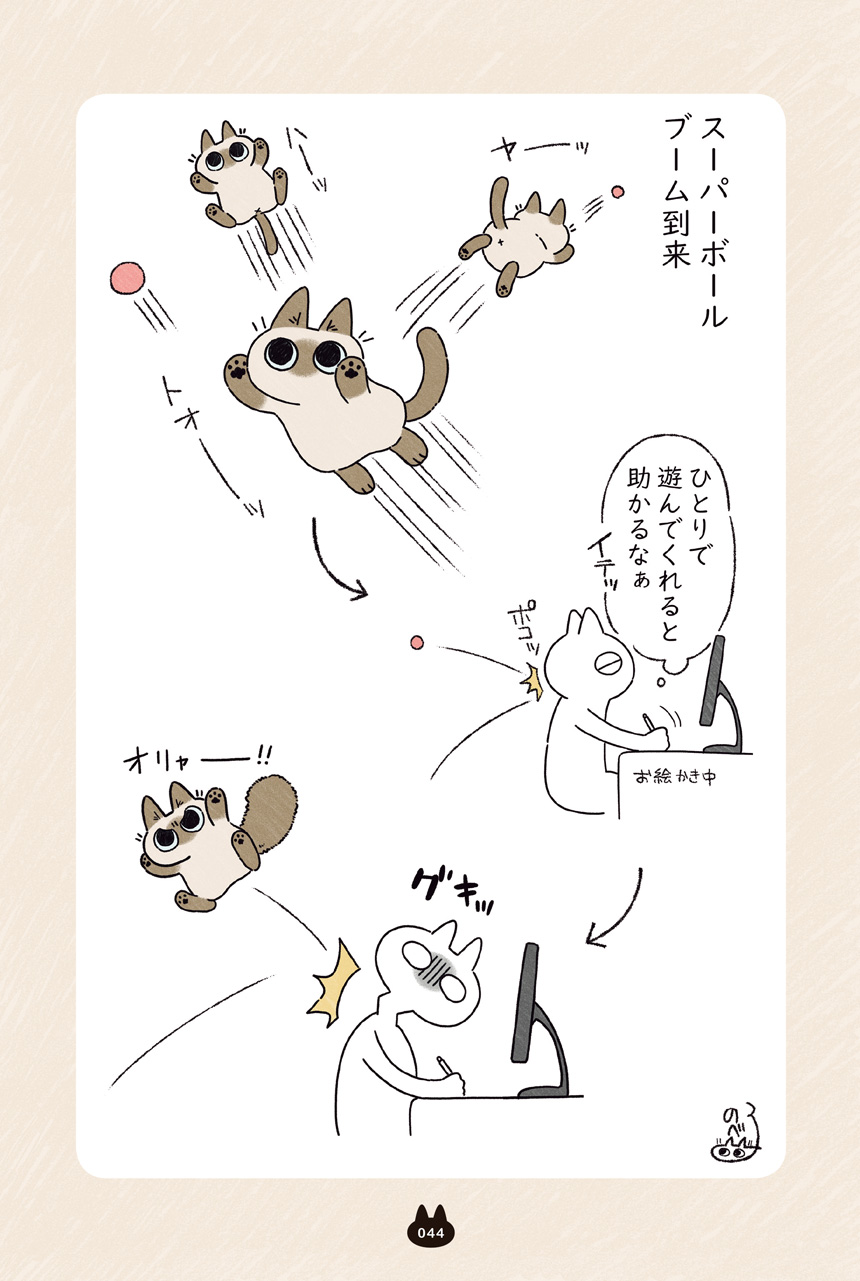 スーパーボール
ブーム到来
ヤーーッ
トオーーッ
ひとりで
遊んでくれると
助かるなぁ
イテッ
ポコッ
お絵かき中
オリャーー!!
グキッ
のべ
044